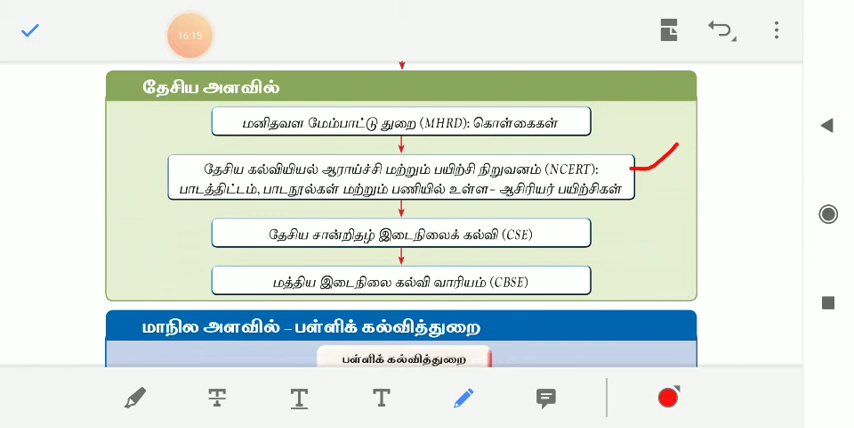 15:15
தேசிய அளவில்
மனிதவள மேம்பாட்டு துறை (MHRD): கொள்கைகள்
தேசிய கல்வியியல் ஆராய்ச்சி மற்றும் பயிற்சி நிறுவனம் (NCERT):
பாடத்திட்டம், பாடநூல்கள் மற்றும் பணியில் உள்ள- ஆசிரியர் பயிற்சிகள்
தேசிய சான்றிதழ் இடைநிலைக் கல்வி (CSE)
மத்திய இடைநிலை கல்வி வாரியம் (CBSE)
மாநில அளவில் – பள்ளிக் கல்வித்துறை
பள்ளிக் கல்வித்துறை
T T T